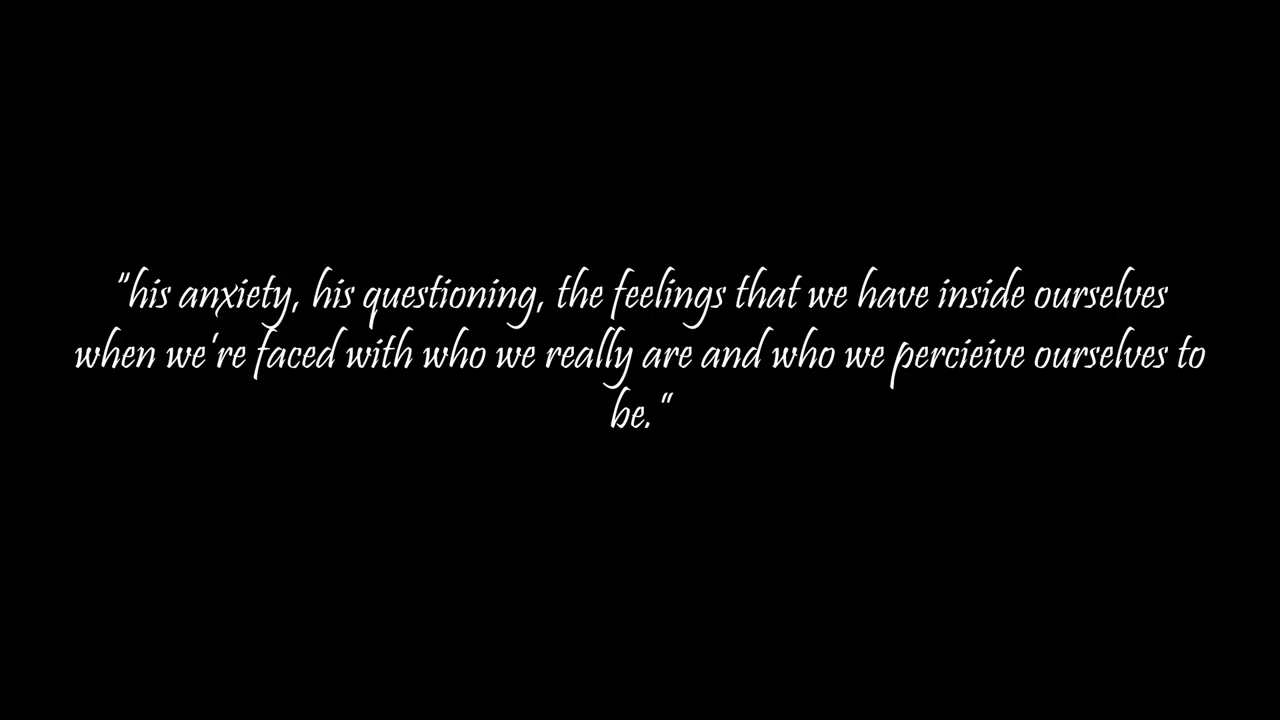 "his anxiety, his questioning, the feelings that we have inside ourselves
when we're faced with who we really are and who we percieive ourselves to
be."